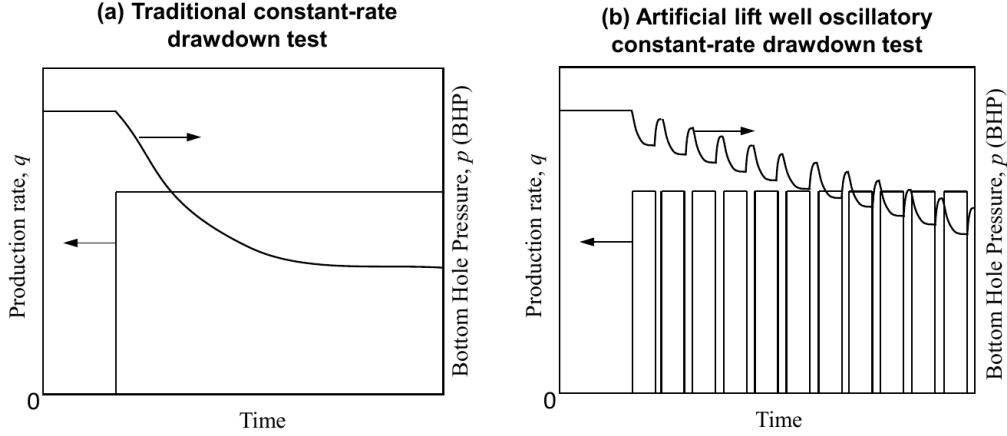 (a) Traditional constant-rate
drawdown test
Production rate, q
Bottom Hole Pressure, p (BHP)
0
Time
(b) Artificial lift well oscillatory
constant-rate drawdown test
Production rate, q
Bottom Hole Pressure, p (BHP)
0
Time